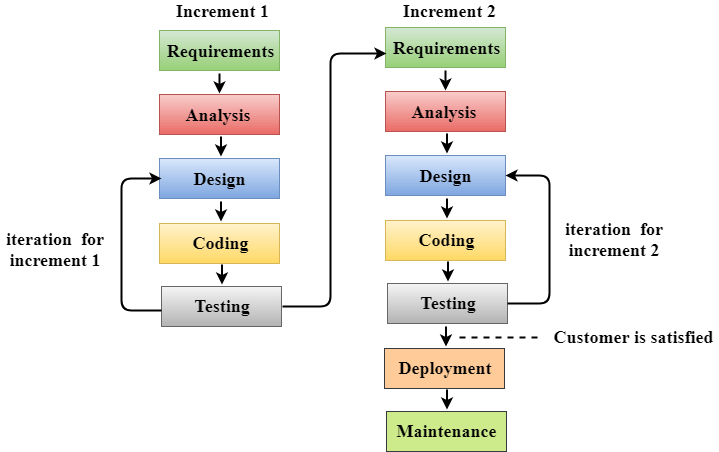 Increment 1
Requirements
Analysis
Design
Coding
Testing
iteration for
increment 1
Increment 2
Requirements
Analysis
Design
Coding
Testing
iteration for
increment 2
Customer is satisfied
Deployment
Maintenance